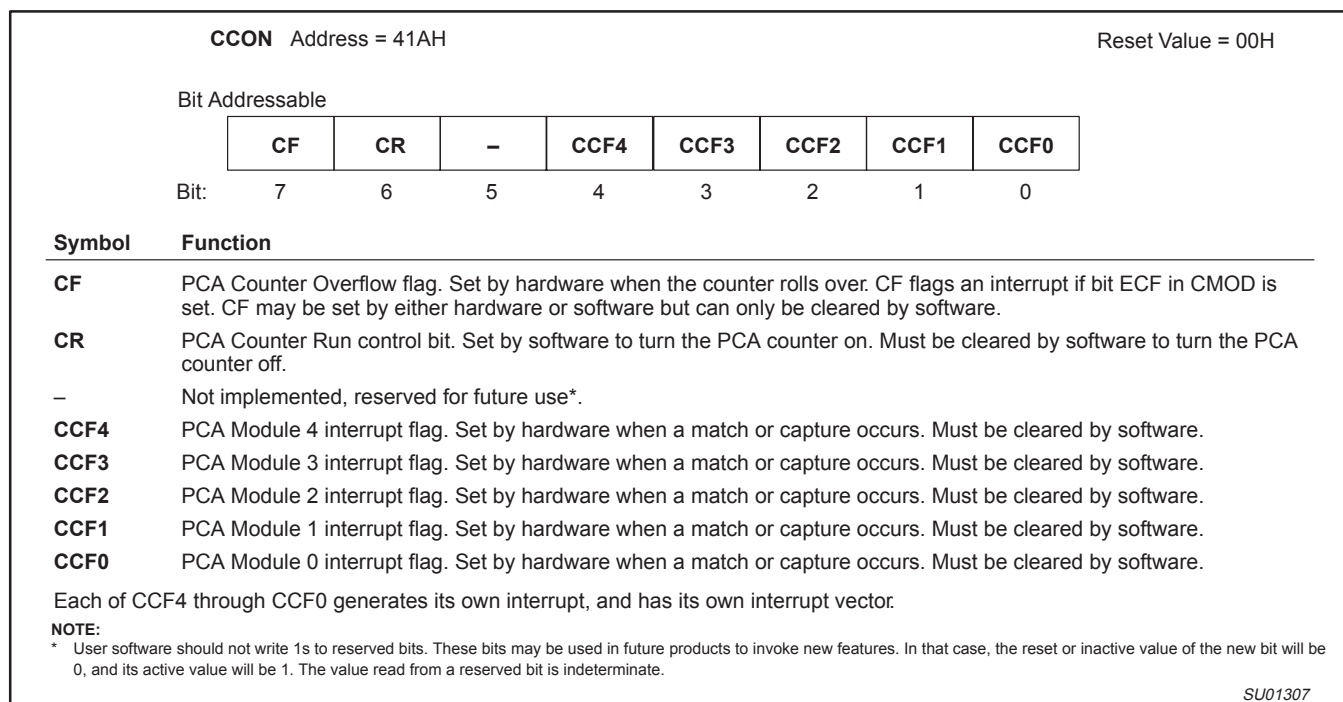 CCON Address = 41AH Reset Value = 00H
Bit Addressable
CF CR – CCF4 CCF3 CCF2 CCF1 CCF0
Bit: 7 6 5 4 3 2 1 0
Symbol Function
CF PCA Counter Overflow flag. Set by hardware when the counter rolls over. CF flags an interrupt if bit ECF in CMOD is
set. CF may be set by either hardware or software but can only be cleared by software.
CR PCA Counter Run control bit. Set by software to turn the PCA counter on. Must be cleared by software to turn the PCA
counter off.
– Not implemented, reserved for future use*.
CCF4 PCA Module 4 interrupt flag. Set by hardware when a match or capture occurs. Must be cleared by software.
CCF3 PCA Module 3 interrupt flag. Set by hardware when a match or capture occurs. Must be cleared by software.
CCF2 PCA Module 2 interrupt flag. Set by hardware when a match or capture occurs. Must be cleared by software.
CCF1 PCA Module 1 interrupt flag. Set by hardware when a match or capture occurs. Must be cleared by software.
CCF0 PCA Module 0 interrupt flag. Set by hardware when a match or capture occurs. Must be cleared by software.
Each of CCF4 through CCF0 generates its own interrupt, and has its own interrupt vector.
NOTE:
* User software should not write 1s to reserved bits. These bits may be used in future products to invoke new features. In that case, the reset or inactive value of the new bit will be
0, and its active value will be 1. The value read from a reserved bit is indeterminate.
SU01307